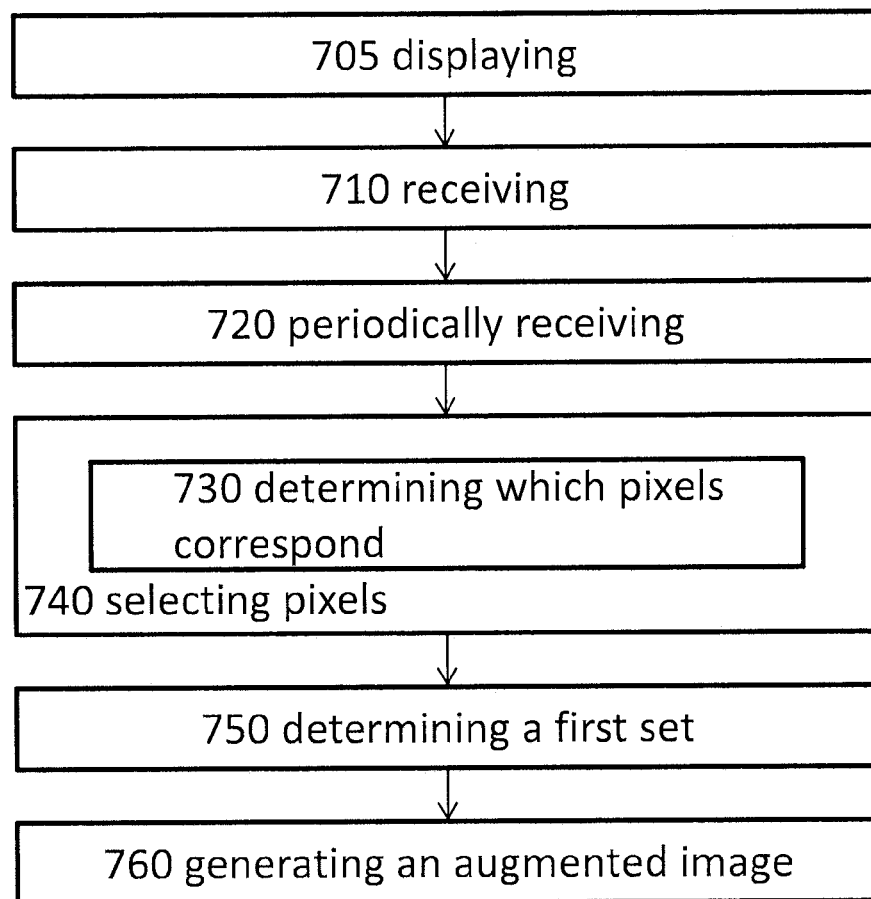 705 displaying
710 receiving
720 periodically receiving
730 determining which pixels
correspond
740 selecting pixels
750 determining a first set
760 generating an augmented image